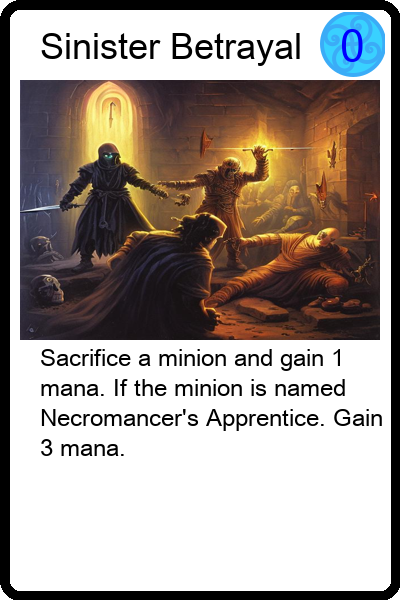 Sinister Betrayal 0
Sacrifice a minion and gain 1
mana. If the minion is named
Necromancer's Apprentice. Gain
3 mana.